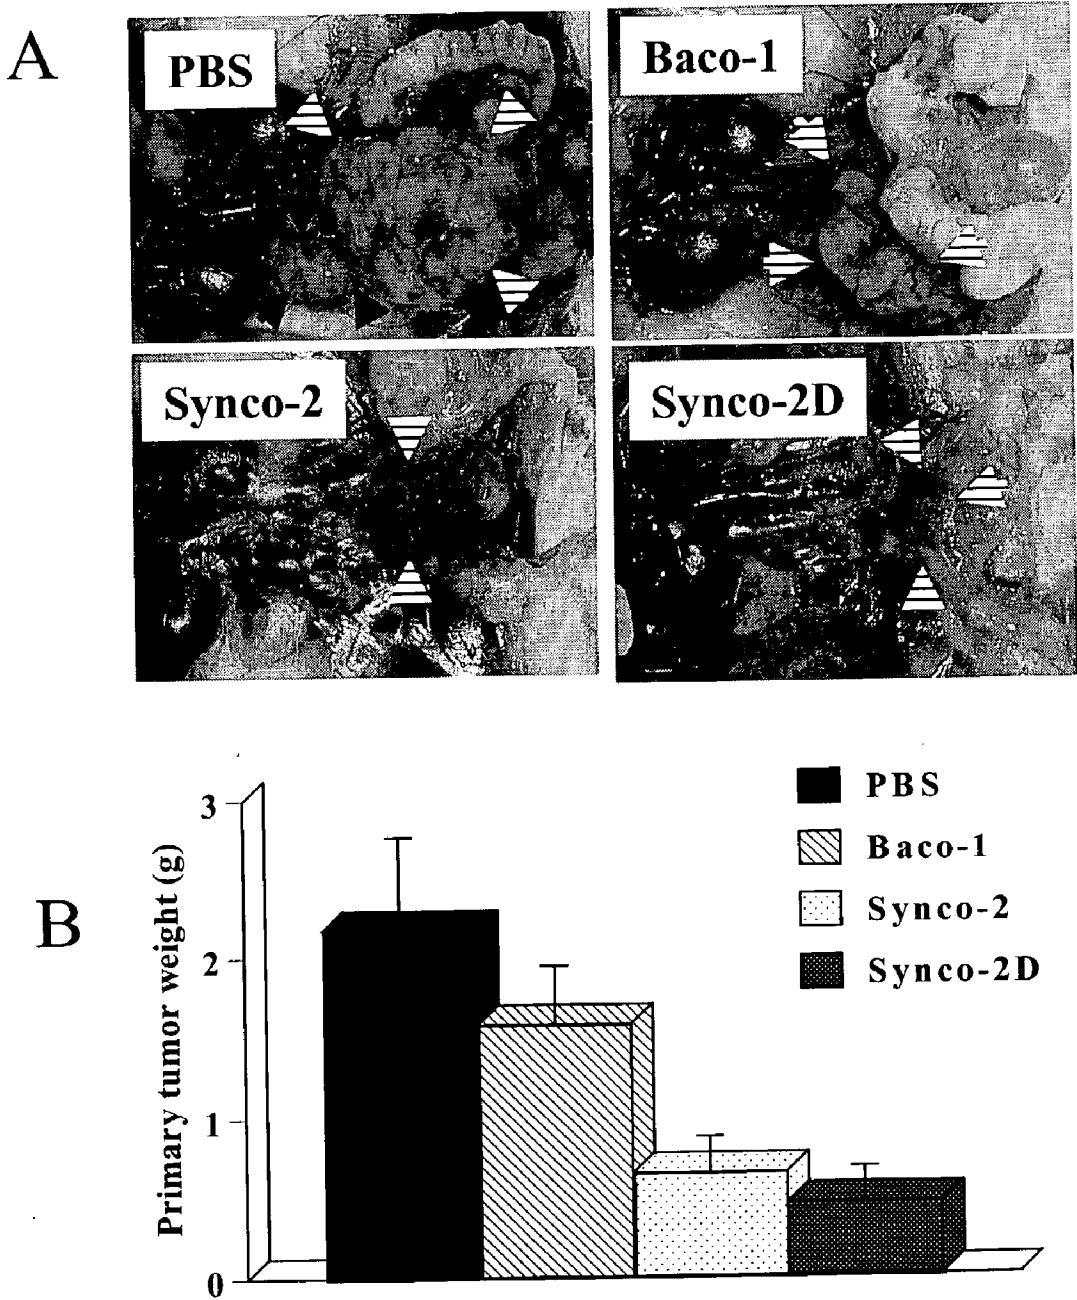 A
PBS
Baco-1
Synco-2
Synco-2D
B
Primary tumor weight (g)
3
2
1
0
PBS
Baco-1
Synco-2
Synco-2D